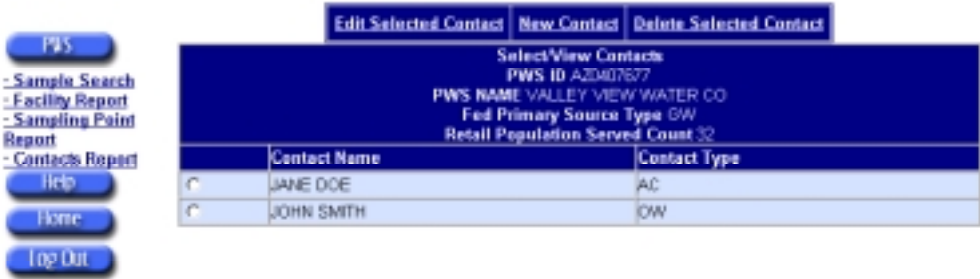 Edit Selected Contact New Contact Delete Selected Contact
PWS
- Sample Search
- Facility Report
- Sampling Point
Report
- Contacts Report
Help
Home
Log Out
Select/View Contacts
PWS ID AZ0407677
PWS NAME VALLEY VIEW WATER CO
Fed Primary Source Type GW
Retail Population Served Count 32
Contact Name Contact Type
JANE DOE AC
JOHN SMITH OW